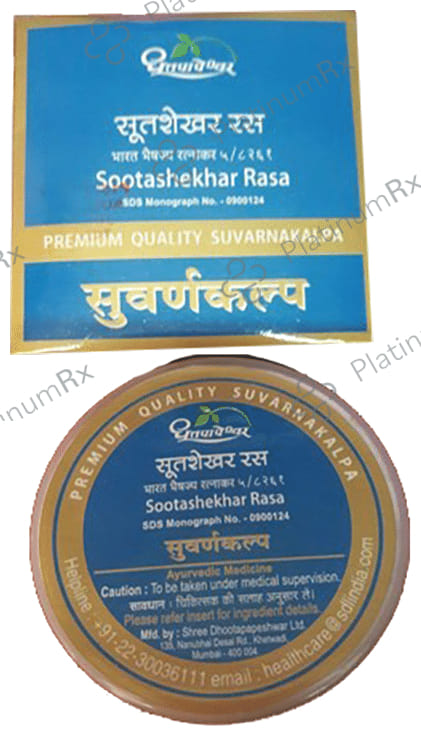 धूतपापेश्वर
सूतशेखर रस
भारत भैषज्य रत्नाकर ५/८२६१
Sootashekhar Rasa
SDS Monograph No. - 0900124
PREMIUM QUALITY SUVARNAKALPA
सुवर्णकल्प
PREMIUM QUALITY SUVARNAKALPA
धूतपापेश्वर
सूतशेखर रस
भारत भैषज्य रत्नाकर ५/८२६१
Sootashekhar Rasa
SDS Monograph No. - 0900124
सुवर्णकल्प
Ayurvedic Medicine
Caution : To be taken under medical supervision.
सावधान : चिकित्सक की सलाह अनुसार ले।
Please refer insert for ingredient details.
Mfd. by : Shree Dhootapapeshwar Ltd.
135, Nanubhai Desai Rd., Khetwadi,
Mumbai - 400 004.
Helpline : +91-22-30036111 email : healthcare@sdlindia.com
PlatinumRx
PlatinumRx
PlatinumRx
PlatinumRx